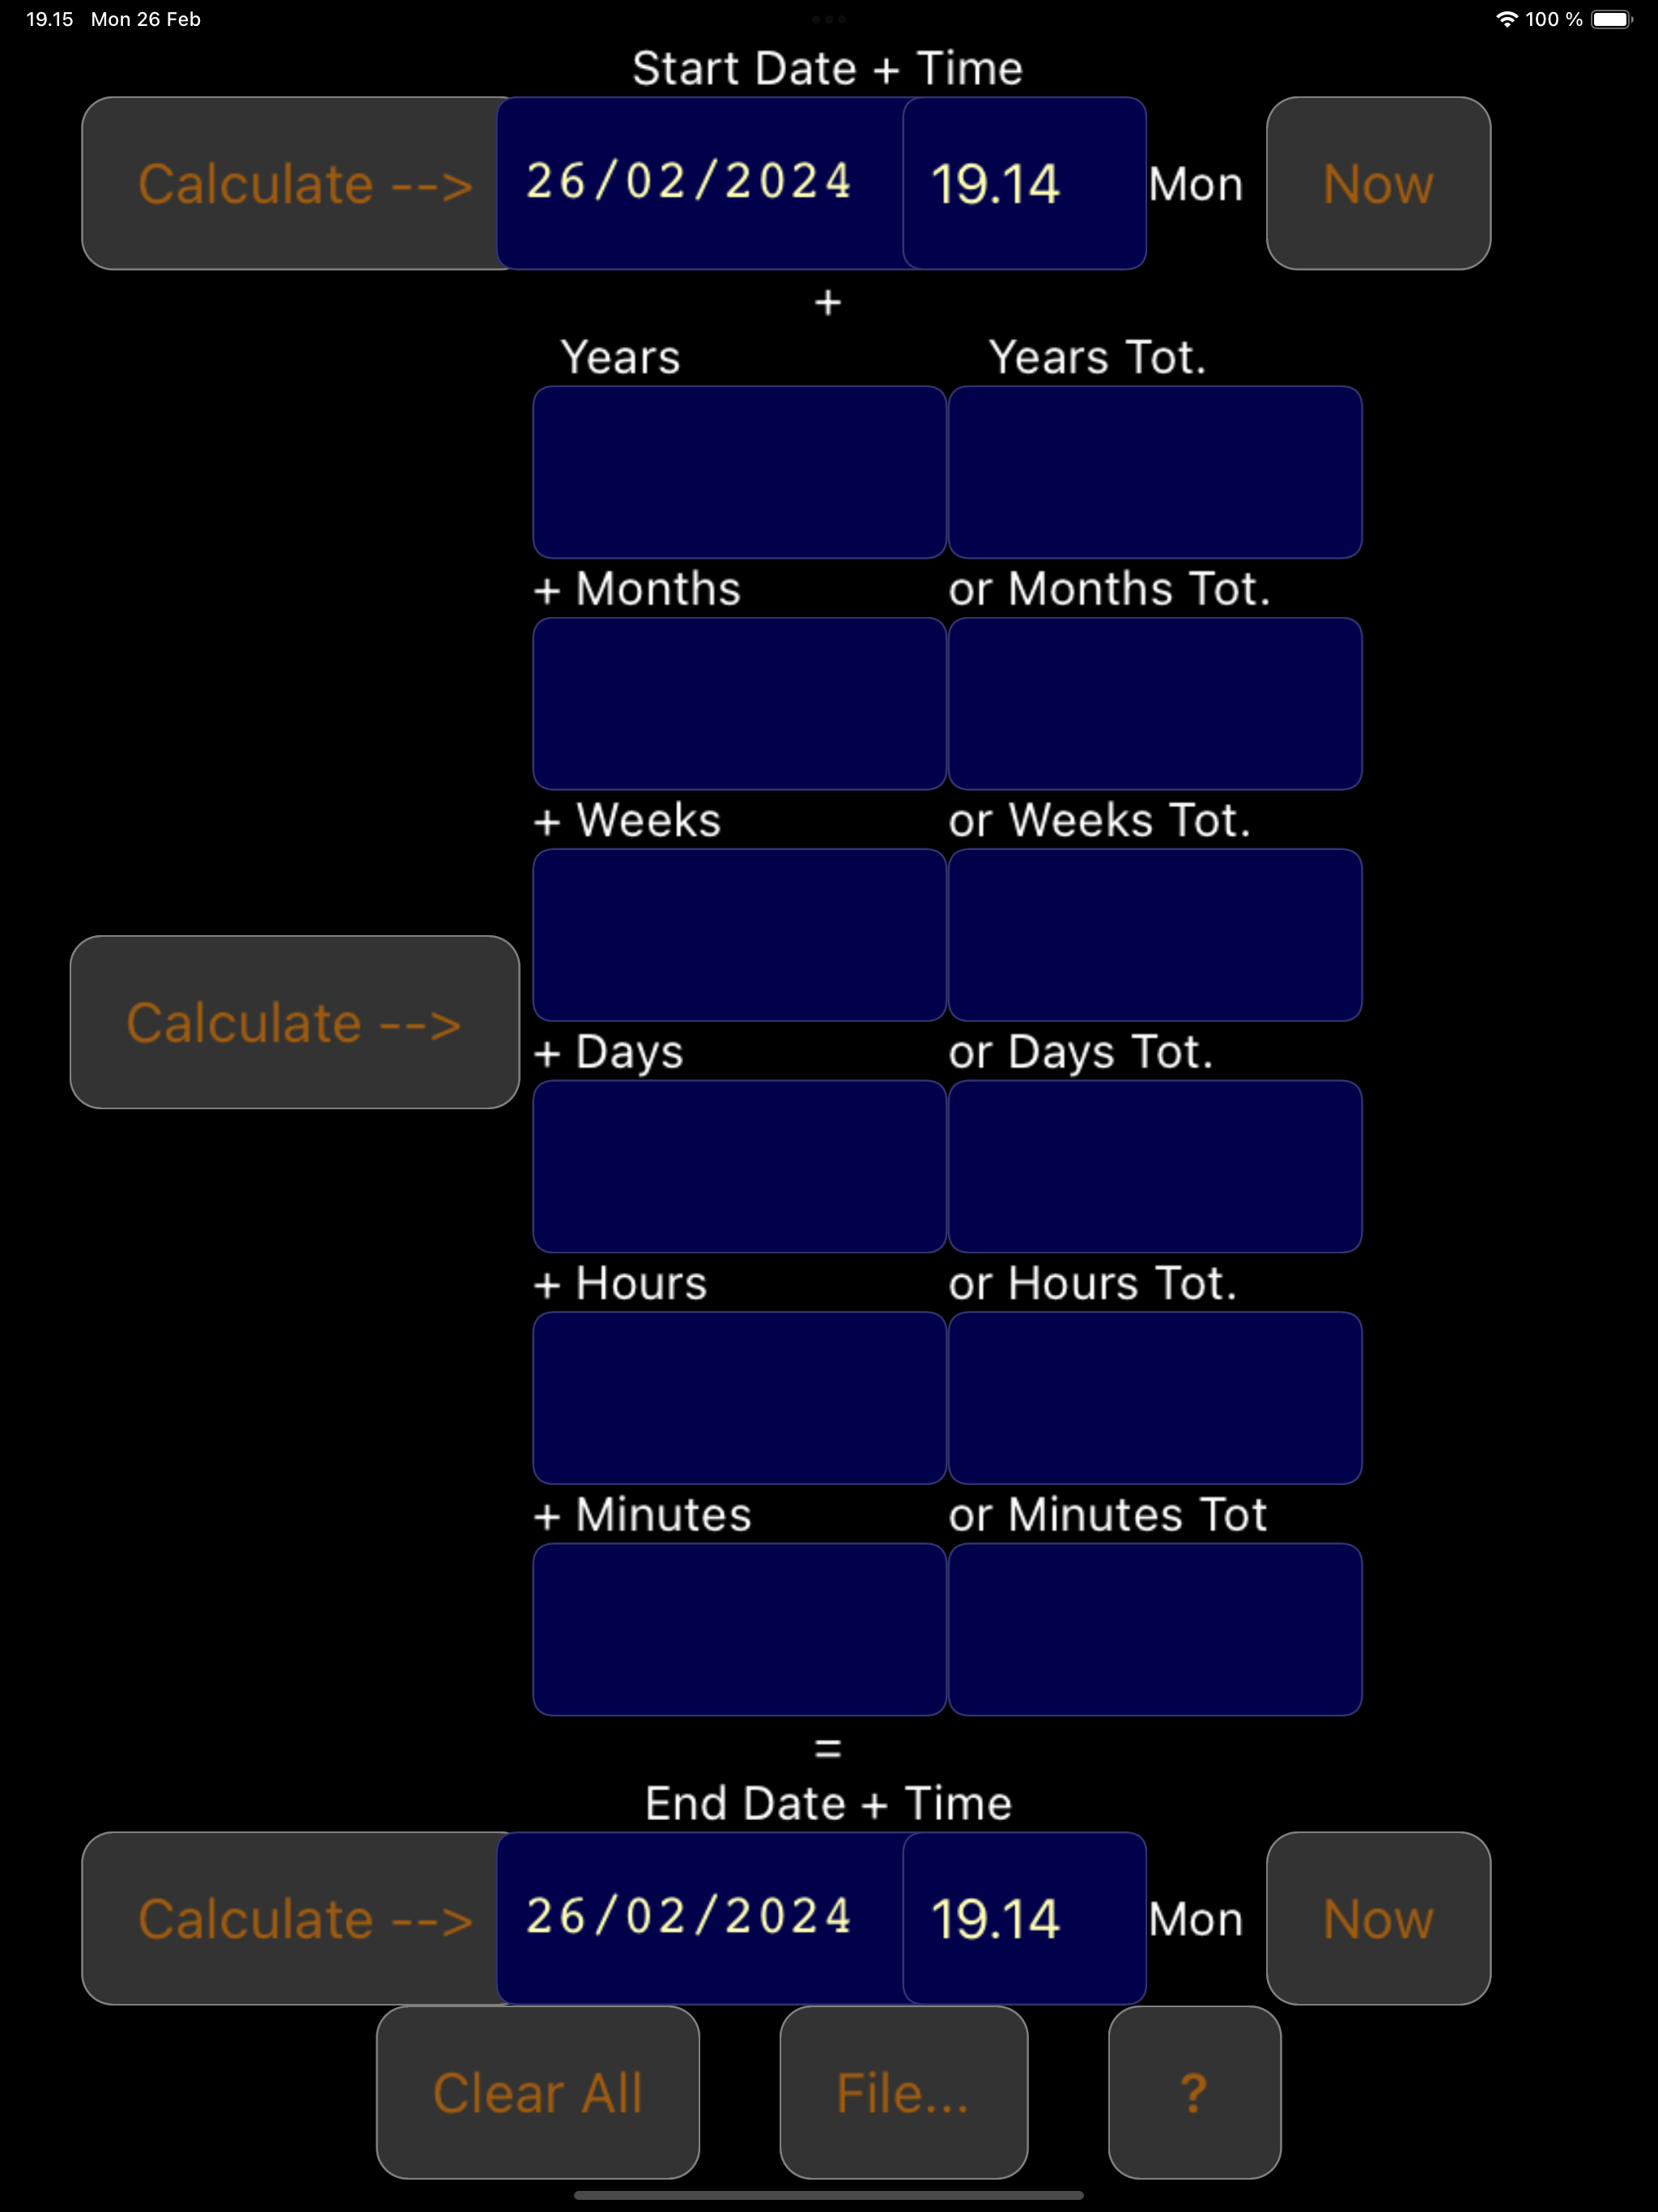 19.15 Mon 26 Feb 100 %
Start Date + Time
Calculate --> 26/02/2024 19.14 Mon Now
+
Years Years Tot.
+ Months or Months Tot.
+ Weeks or Weeks Tot.
Calculate -->
+ Days or Days Tot.
+ Hours or Hours Tot.
+ Minutes or Minutes Tot
=
End Date + Time
Calculate --> 26/02/2024 19.14 Mon Now
Clear All File... ?